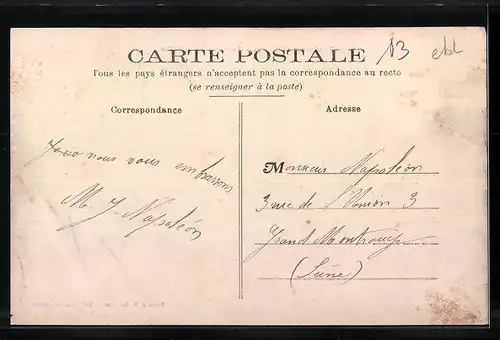 CARTE POSTALE
13
Tous les pays étrangers n'acceptent pas la correspondance au recto
(se renseigner à la poste)
Correspondance
Adresse
nous vous embrassons
M. J. Napoléon
Monsieur Napoléon
3 rue de l'Union 3
Grand Montrouge
(Seine)